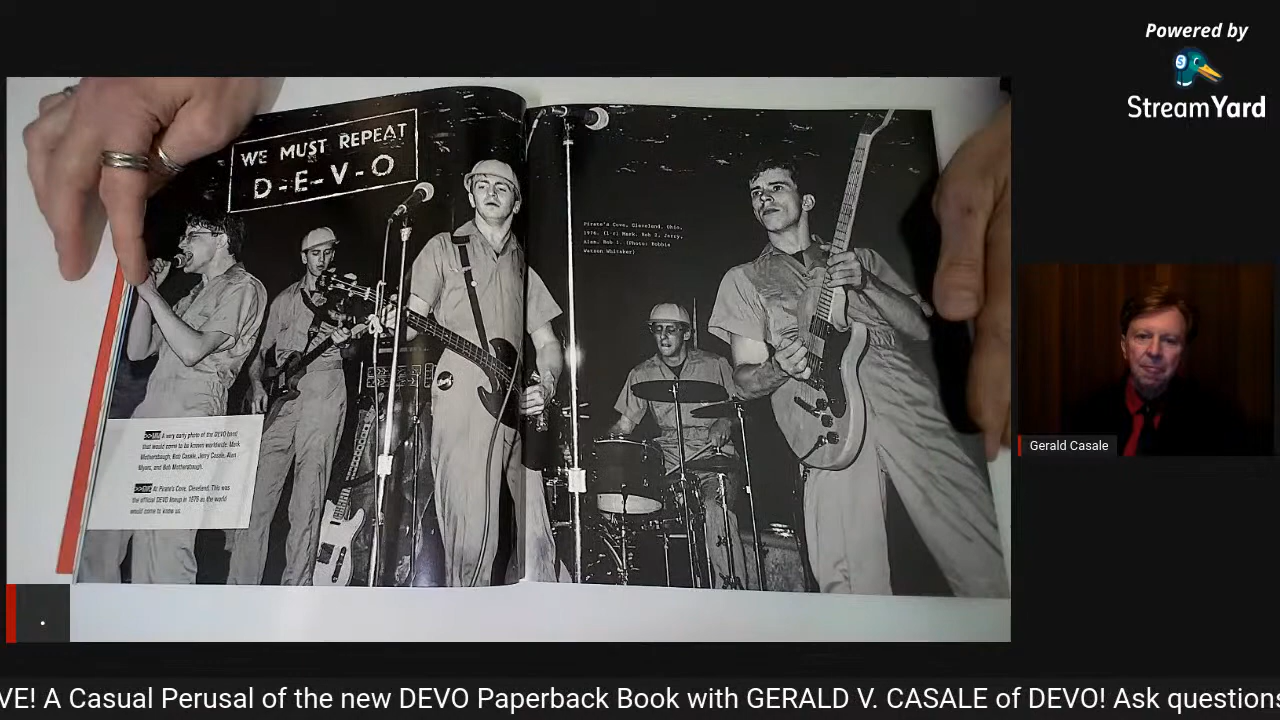 Powered by
StreamYard
WE MUST REPEAT
D-E-V-O
Pirate's Cove, Cleveland, Ohio,
(l-r) Mark, Bob 2, Jerry,
Alan, Bob 1. (Photo: Bobbie
Watson Whitaker)
A very early photo of the DEVO band
that would come to be known worldwide: Mark
Mothersbaugh, Bob Casale, Jerry Casale, Alan
Myers, and Bob Mothersbaugh.
At Pirate's Cove, Cleveland. This was
the official DEVO lineup in
as the world
would come to know us.
Gerald Casale
.
VE! A Casual Perusal of the new DEVO Paperback Book with GERALD V. CASALE of DEVO! Ask questions